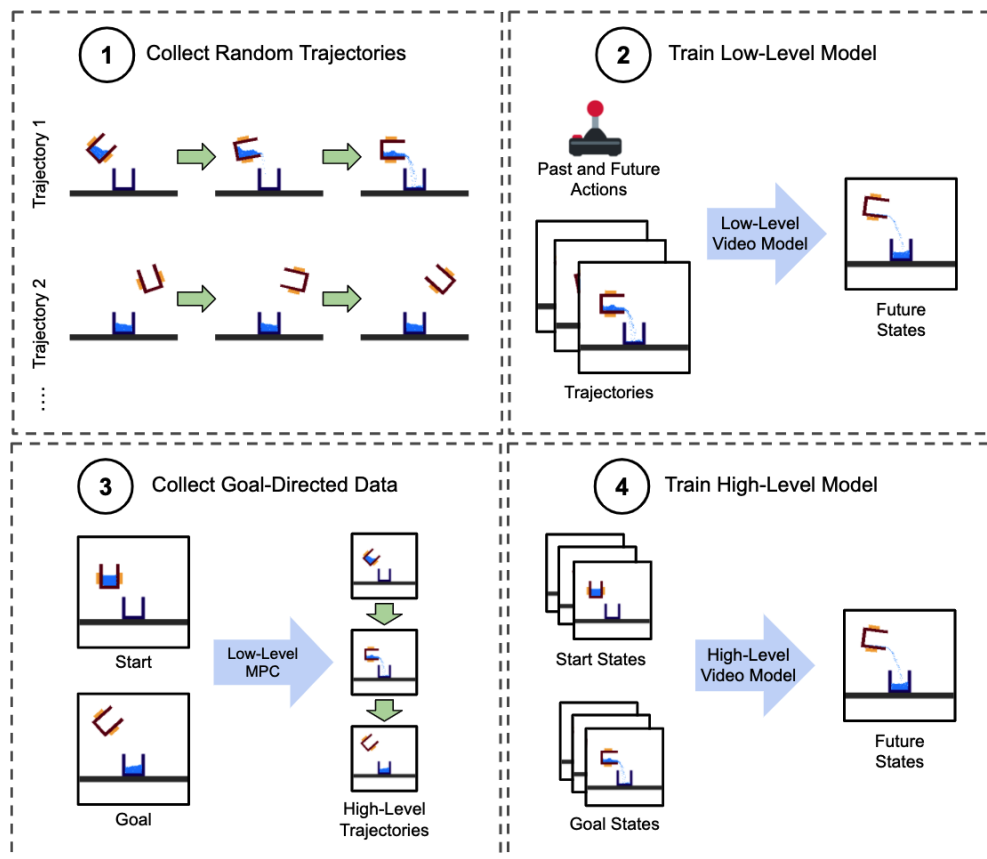 1
Collect Random Trajectories
Trajectory 1
Trajectory 2
....
2
Train Low-Level Model
Past and Future
Actions
Low-Level
Video Model
Trajectories
Future
States
3
Collect Goal-Directed Data
Start
Goal
Low-Level
MPC
High-Level
Trajectories
4
Train High-Level Model
Start States
Goal States
High-Level
Video Model
Future
States